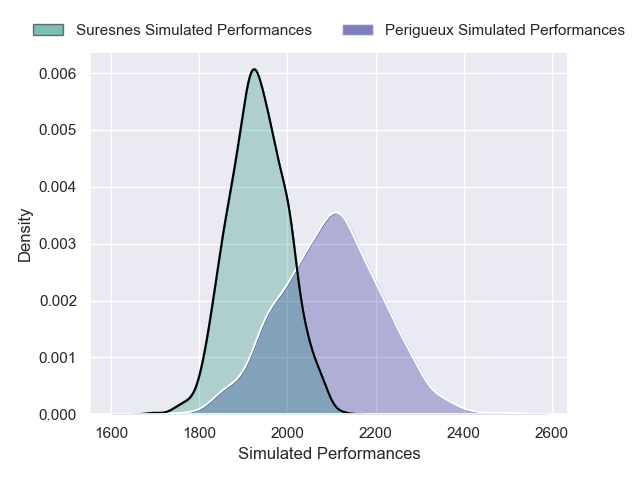 Suresnes Simulated Performances
Perigueux Simulated Performances
0.006
0.005
0.004
0.003
0.002
0.001
0.000
Density
1600 1800 2000 2200 2400 2600
Simulated Performances